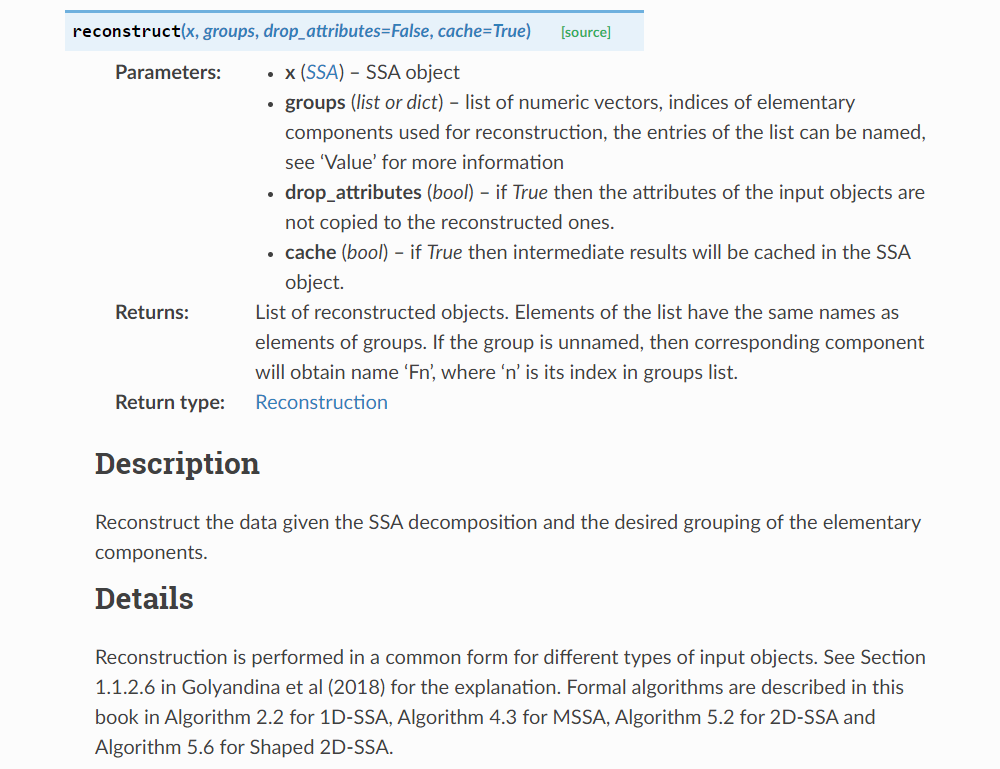 reconstruct(x, groups, drop_attributes=False, cache=True) [source]
Parameters: • x (SSA) – SSA object
• groups (list or dict) – list of numeric vectors, indices of elementary
components used for reconstruction, the entries of the list can be named,
see ‘Value’ for more information
• drop_attributes (bool) – if True then the attributes of the input objects are
not copied to the reconstructed ones.
• cache (bool) – if True then intermediate results will be cached in the SSA
object.
Returns: List of reconstructed objects. Elements of the list have the same names as
elements of groups. If the group is unnamed, then corresponding component
will obtain name ‘Fn’, where ‘n’ is its index in groups list.
Return type: Reconstruction
Description
Reconstruct the data given the SSA decomposition and the desired grouping of the elementary
components.
Details
Reconstruction is performed in a common form for different types of input objects. See Section
1.1.2.6 in Golyandina et al (2018) for the explanation. Formal algorithms are described in this
book in Algorithm 2.2 for 1D-SSA, Algorithm 4.3 for MSSA, Algorithm 5.2 for 2D-SSA and
Algorithm 5.6 for Shaped 2D-SSA.